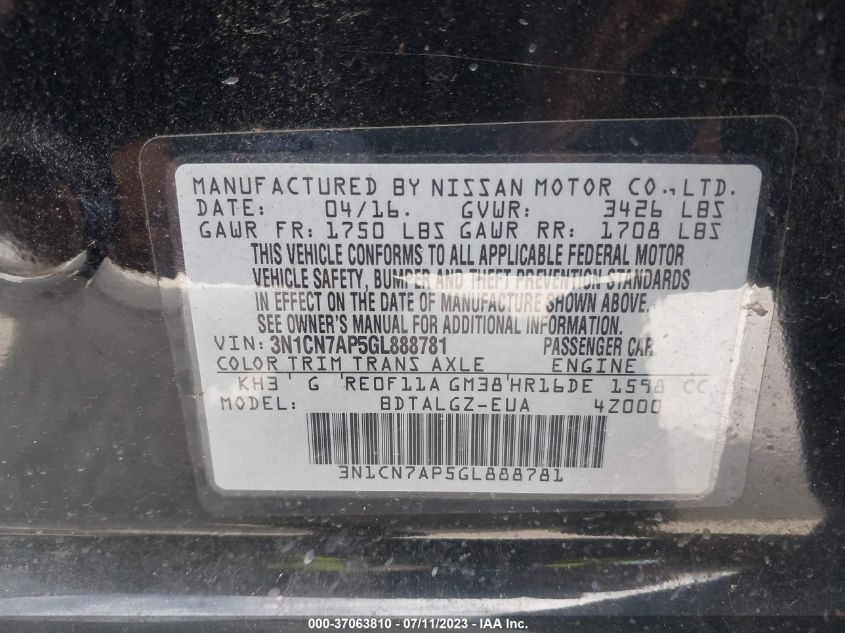 MANUFACTURED BY NISSAN MOTOR CO.,LTD.
DATE: 04/16. GVWR: 3426 LBS
GAWR FR: 1750 LBS GAWR RR: 1708 LBS
THIS VEHICLE CONFORMS TO ALL APPLICABLE FEDERAL MOTOR
VEHICLE SAFETY, BUMPER AND THEFT PREVENTION STANDARDS
IN EFFECT ON THE DATE OF MANUFACTURE SHOWN ABOVE.
SEE OWNER'S MANUAL FOR ADDITIONAL INFORMATION.
VIN: 3N1CN7AP5GL888781 PASSENGER CAR
COLOR TRIM TRANS AXLE ENGINE
KH3 G RE0F11A GM38 HR16DE 1598 CC
MODEL: BDTALGZ-EUA 4Z000
3N1CN7AP5GL888781
000-37063810 - 07/11/2023 - IAAI.com